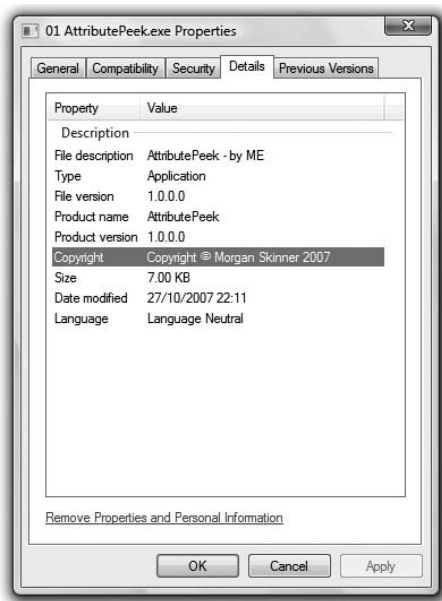 01 AttributePeek.exe Properties
General Compatibility Security Details Previous Versions
Property Value
Description
File description AttributePeek - by ME
Type Application
File version 1.0.0.0
Product name AttributePeek
Product version 1.0.0.0
Copyright Copyright © Morgan Skinner 2007
Size 7.00 KB
Date modified 27/10/2007 22:11
Language Language Neutral
Remove Properties and Personal Information
OK Cancel Apply